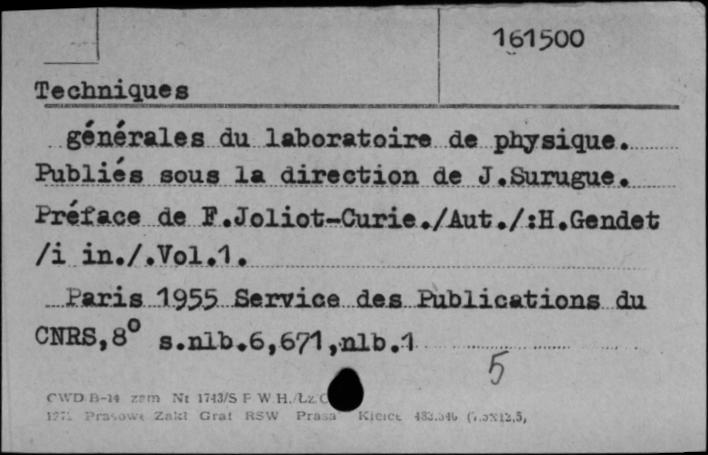 161500
Techniques
générales du laboratoire de physique.
Publiés sous la direction de J.Surugue.
Préface de F.Joliot-Curie./Aut./:H.Gendet
/i in./.Vol.1.
Paris 1955 Service des Publications du
CNRS,8° s.nlb.6,671,nlb.1
5
CWD B-14 zam Nt 1743/S F W H./Lz
Prasowe Zakł Graf RSW Prasa Kielce